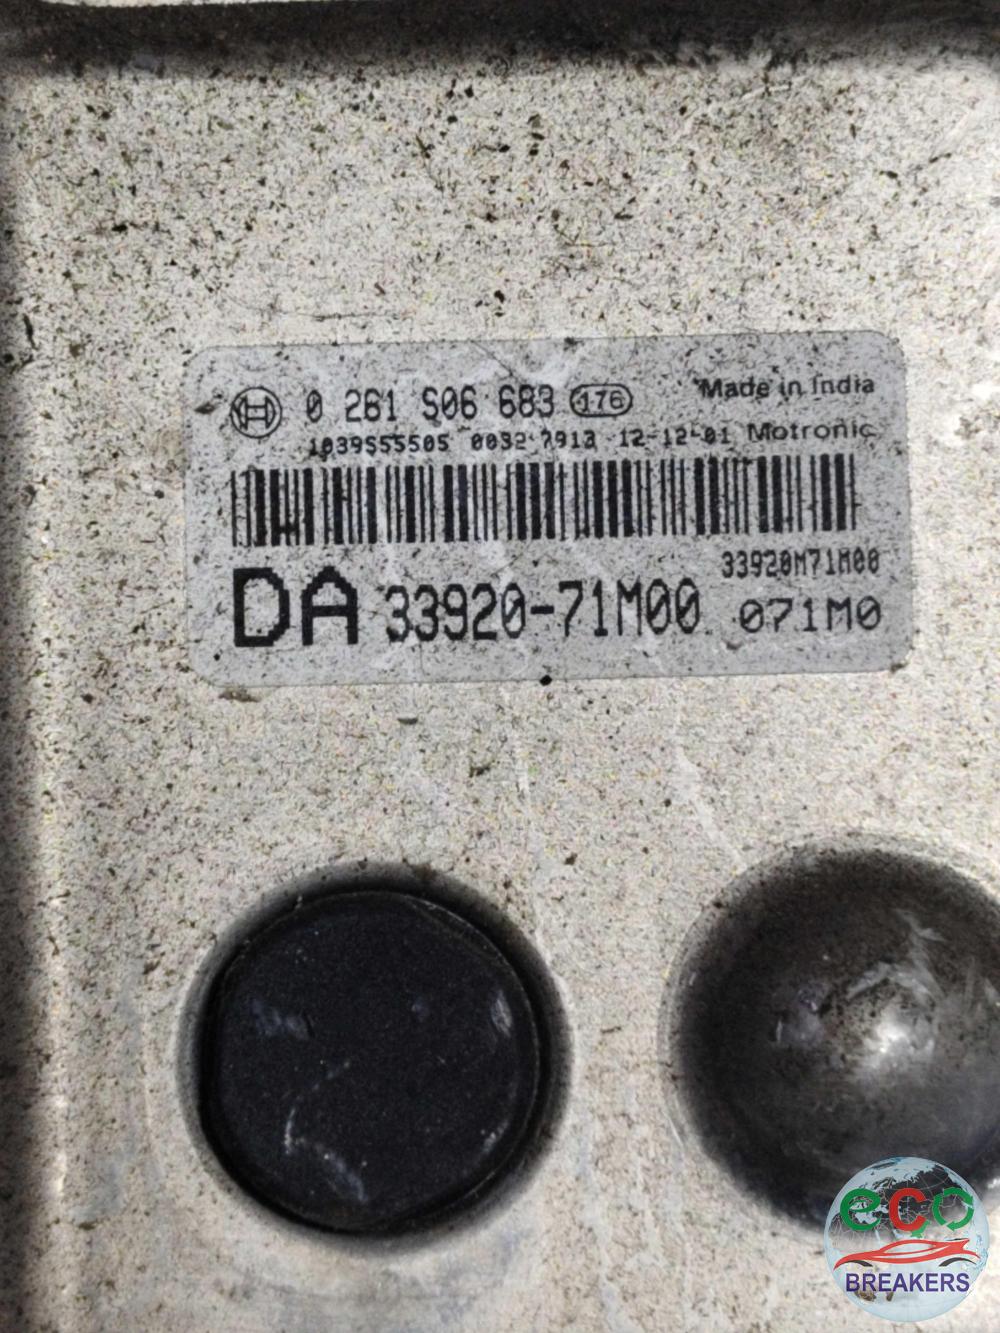 0 261 S06 683 176 Made in India
1039S55505 0032 7913 12-12-01 Motronic
33920M71M00
DA 33920-71M00 071M0
eco
BREAKERS